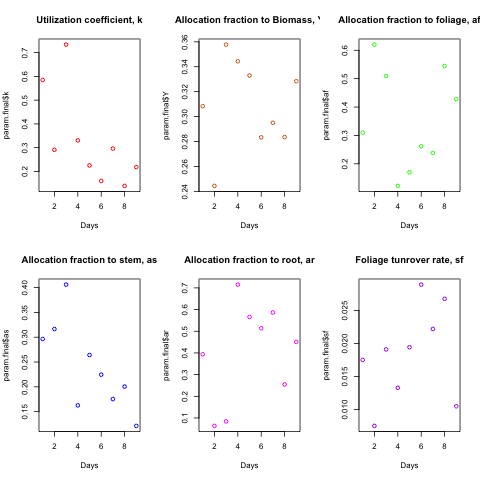 Utilization coefficient, k
param.final$k
0.2 0.3 0.4 0.5 0.6 0.7
2 4 6 8
Days
Allocation fraction to Biomass, Y
param.final$Y
0.24 0.26 0.28 0.30 0.32 0.34 0.36
2 4 6 8
Days
Allocation fraction to foliage, af
param.final$af
0.2 0.3 0.4 0.5 0.6
2 4 6 8
Days
Allocation fraction to stem, as
param.final$as
0.15 0.20 0.25 0.30 0.35 0.40
2 4 6 8
Days
Allocation fraction to root, ar
param.final$ar
0.1 0.2 0.3 0.4 0.5 0.6 0.7
2 4 6 8
Days
Foliage tunrover rate, sf
param.final$sf
0.010 0.015 0.020 0.025
2 4 6 8
Days